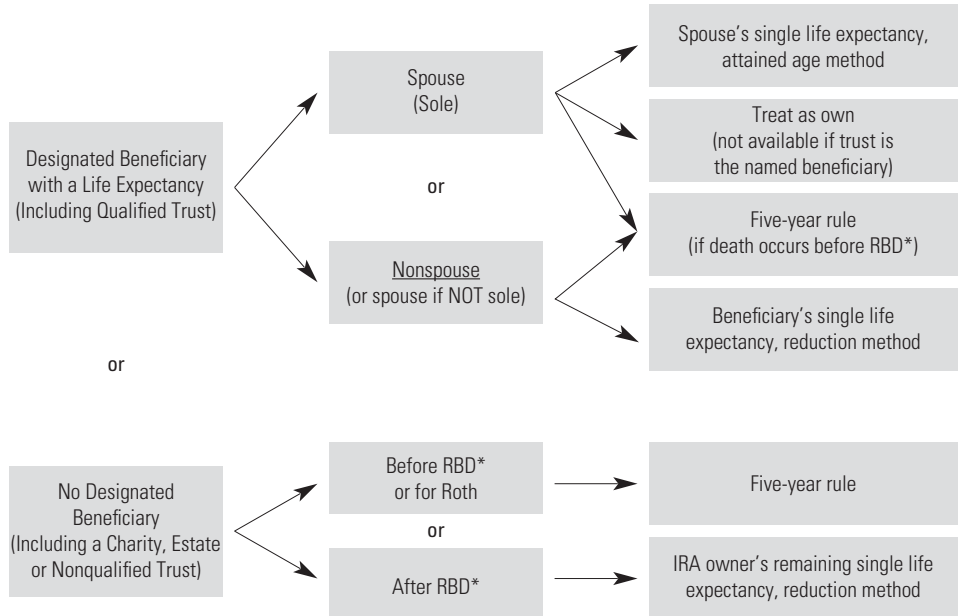 Designated Beneficiary
with a Life Expectancy
(Including Qualified Trust)
Spouse
(Sole)
or
Nonspouse
(or spouse if NOT sole)
Spouse's single life expectancy,
attained age method
Treat as own
(not available if trust is
the named beneficiary)
Five-year rule
(if death occurs before RBD*)
Beneficiary's single life
expectancy, reduction method
or
No Designated
Beneficiary
(Including a Charity, Estate
or Nonqualified Trust)
Before RBD*
or for Roth
or
After RBD*
Five-year rule
IRA owner's remaining single life
expectancy, reduction method